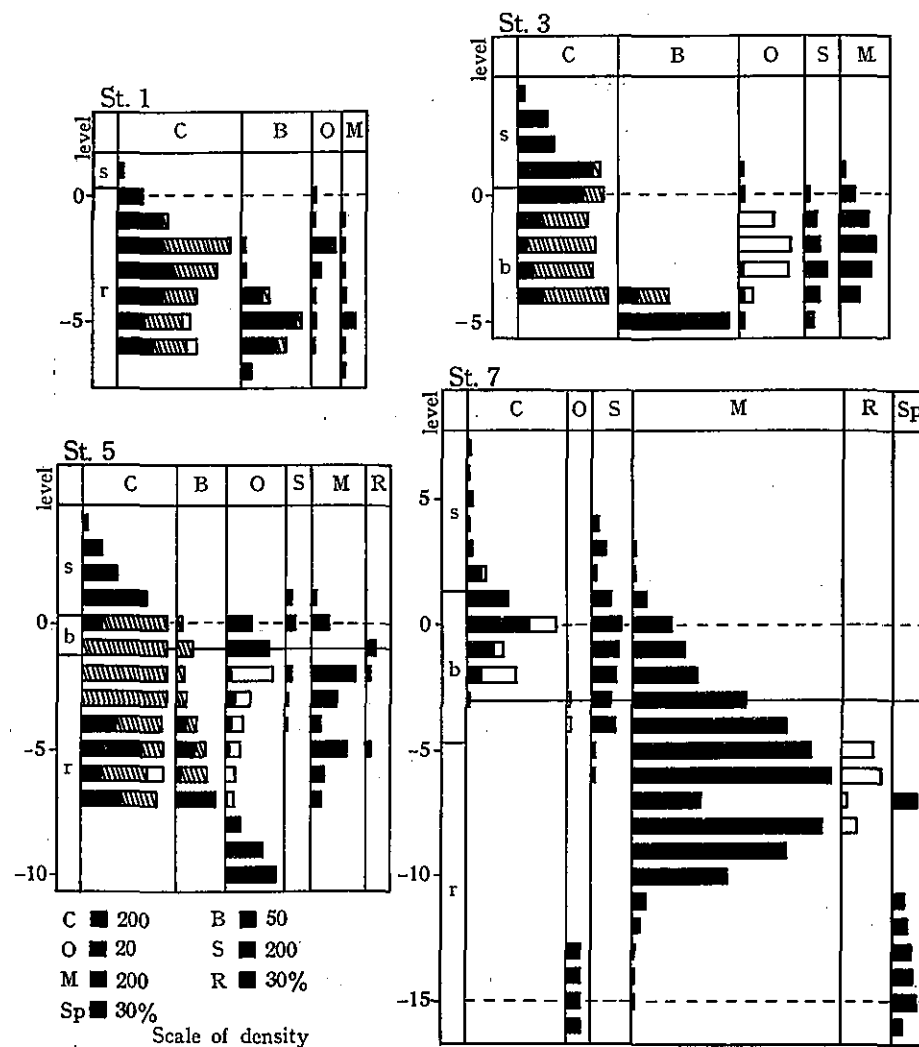 St. 1
level
C B O M
s
0
r
-5
St. 3
level
C B O S M
s
0
b
-5
St. 5
level
C B O S M R
s
0
b
-5
r
-10
St. 7
level
C O S M R Sp
5
s
0
b
-5
-10
r
-15
C 200 B 50
O 20 S 200
M 200 R 30%
Sp 30%
Scale of density